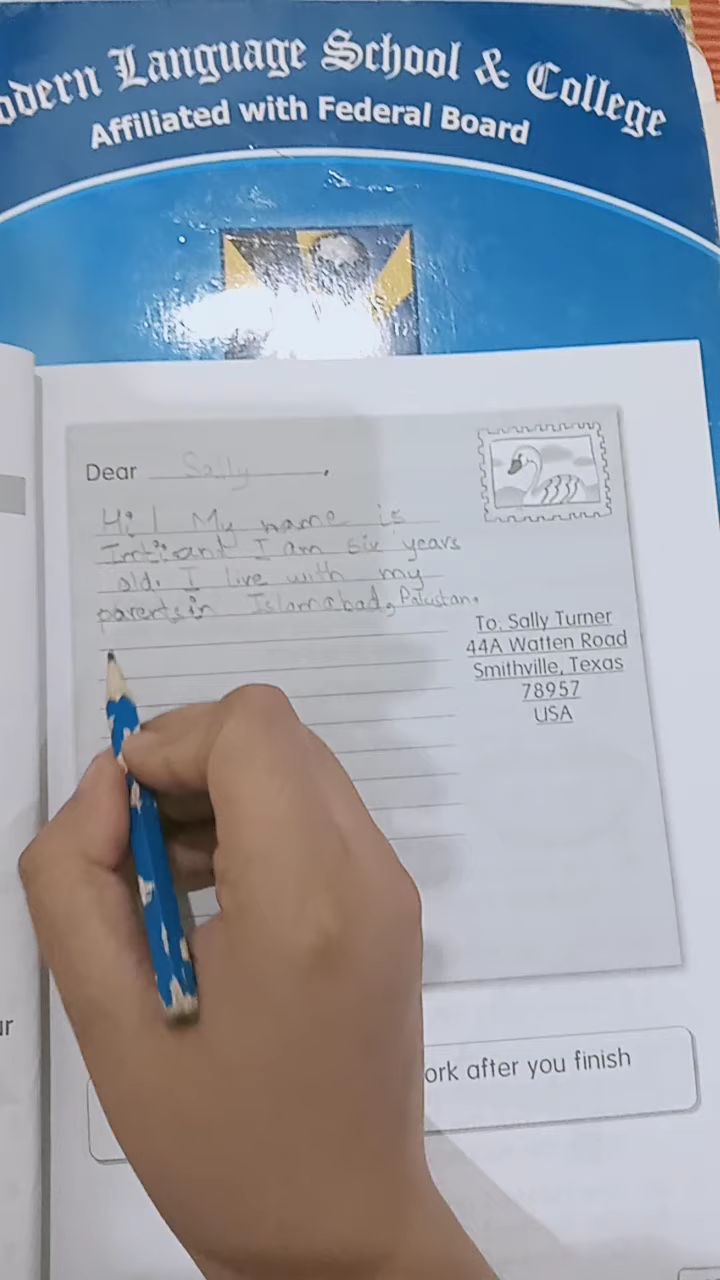 odern Language School & College
Affiliated with Federal Board
Dear Sally,
Hi! My name is
I am six years
old. I live with my
parents in Islamabad, Pakistan.
To: Sally Turner
44A Watten Road
Smithville, Texas
78957
USA
ur
ork after you finish